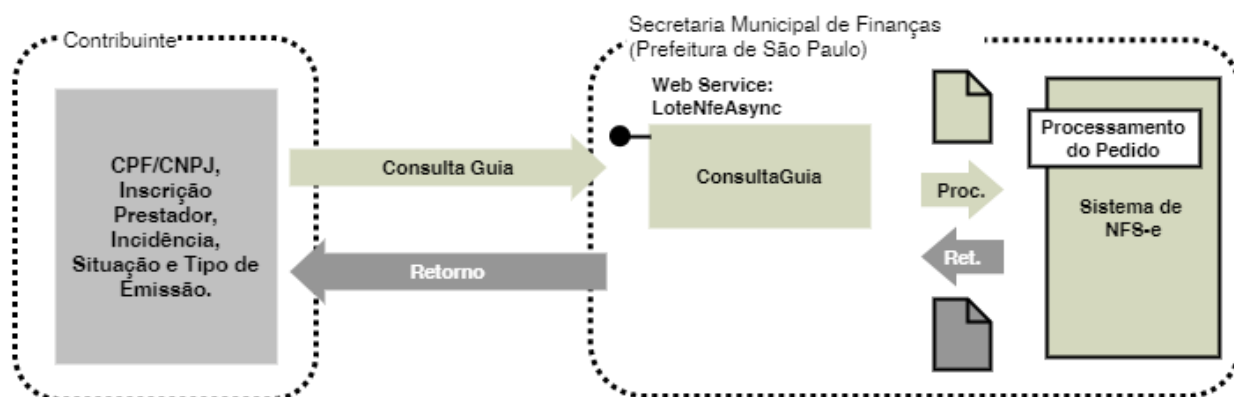 Contribuinte
CPF/CNPJ,
Inscrição
Prestador,
Incidência,
Situação e Tipo de
Emissão.
Consulta Guia
Retorno
Secretaria Municipal de Finanças
(Prefeitura de São Paulo)
Web Service:
LoteNfeAsync
ConsultaGuia
Proc.
Ret.
Processamento
do Pedido
Sistema de
NFS-e